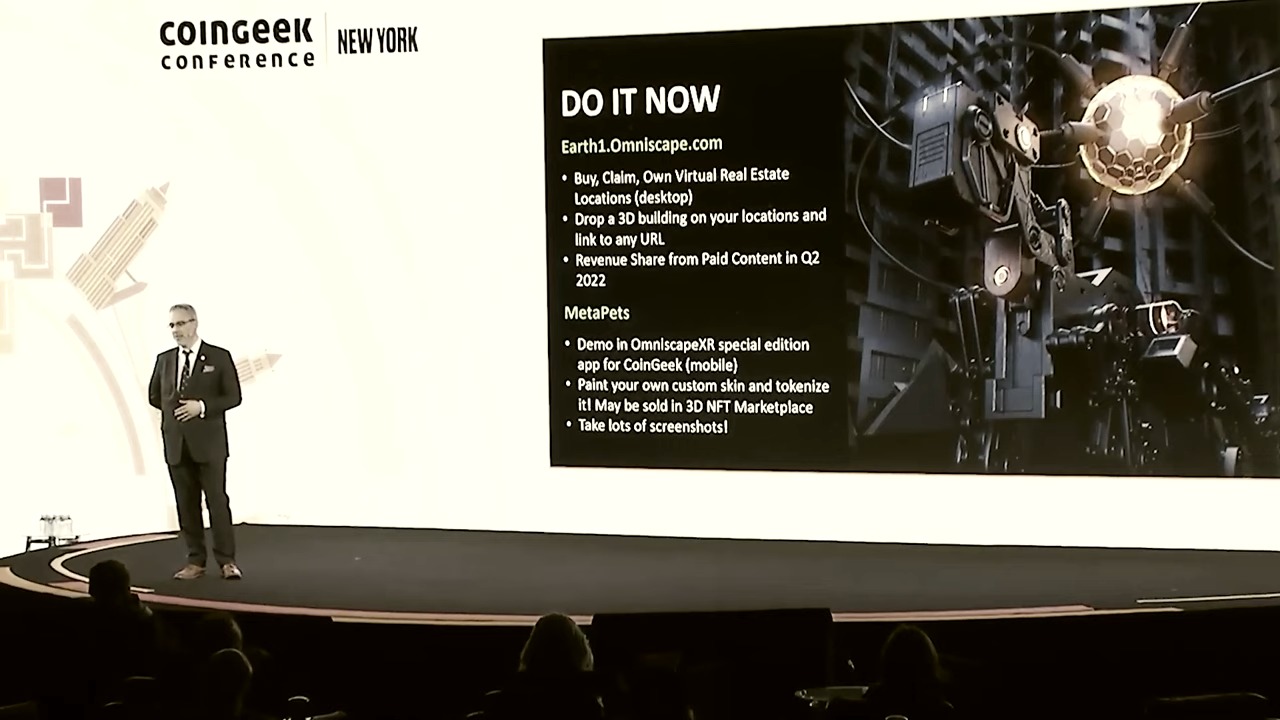 COINGEEK
CONFERENCE
NEW YORK
DO IT NOW
Earth1.Omniscape.com
• Buy, Claim, Own Virtual Real Estate
Locations (desktop)
• Drop a 3D building on your locations and
link to any URL
• Revenue Share from Paid Content in Q2
2022
MetaPets
• Demo in OmniscapeXR special edition
app for CoinGeek (mobile)
• Paint your own custom skin and tokenize
it! May be sold in 3D NFT Marketplace
• Take lots of screenshots!